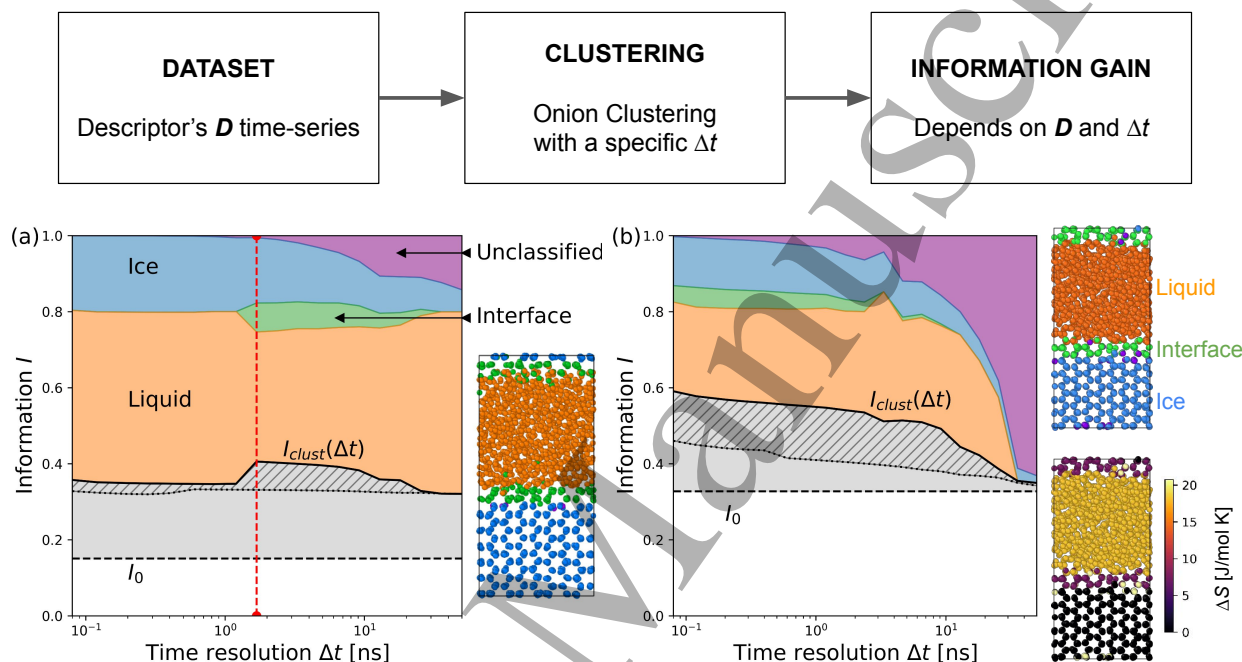 DATASET
Descriptor's D time-series
CLUSTERING
Onion Clustering
with a specific Δt
INFORMATION GAIN
Depends on D and Δt
(a)
1.0
0.8
0.6
0.4
0.2
0.0
Information I
Ice
Liquid
Unclassified
Interface
I_clust(Δt)
I_0
10^-1
10^0
10^1
Time resolution Δt [ns]
(b)
1.0
0.8
0.6
0.4
0.2
0.0
Information I
I_clust(Δt)
I_0
10^-1
10^0
10^1
Time resolution Δt [ns]
Liquid
Interface
Ice
20
15
10
5
0
ΔS [J/mol K]
Manuscri